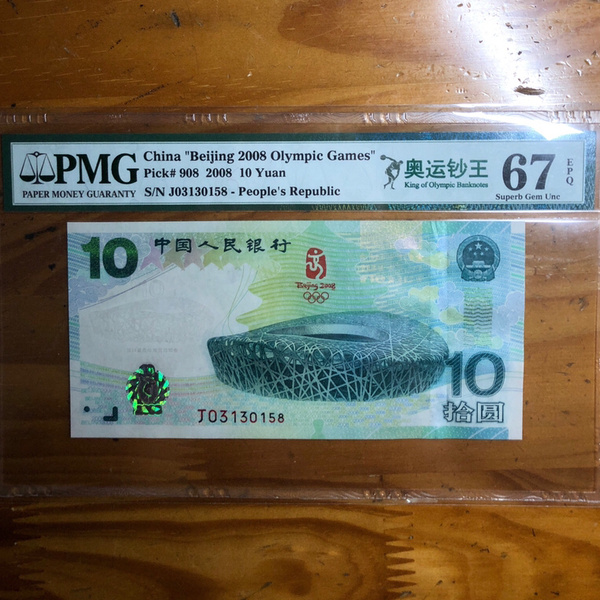 PMG
PAPER MONEY GUARANTY
China "Beijing 2008 Olympic Games"
Pick# 908 2008 10 Yuan
S/N J03130158 - People's Republic
奥运钞王
King of Olympic Banknotes
67
EPQ
Superb Gem Unc
10
中国人民银行
Beijing 2008
10
拾圆
J03130158